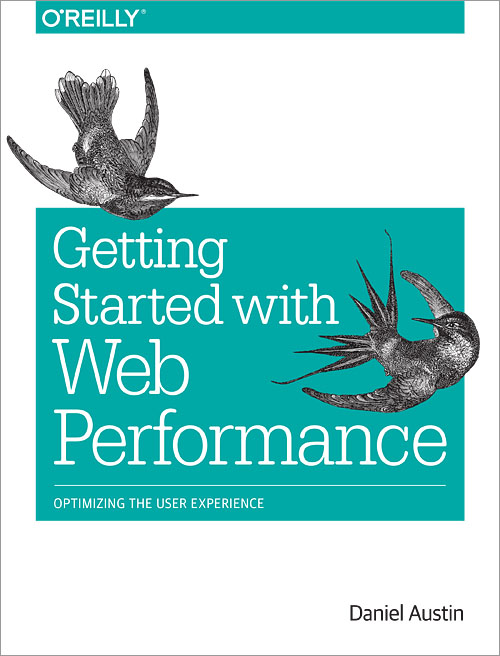 O'REILLY®
Getting
Started with
Web
Performance
OPTIMIZING THE USER EXPERIENCE
Daniel Austin